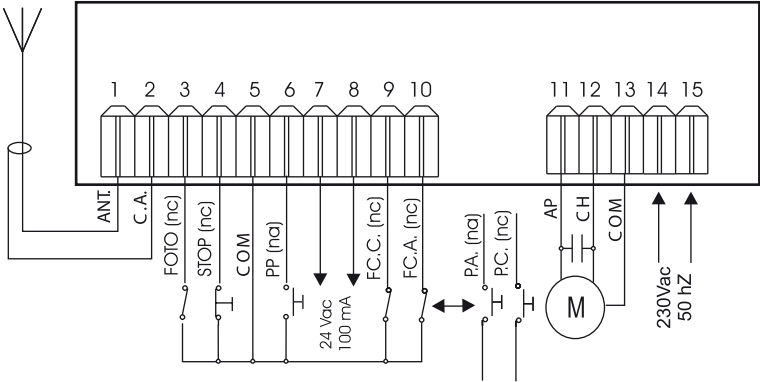 1 2 3 4 5 6 7 8 9 10 11 12 13 14 15
ANT.
C.A.
FOTO (nc)
STOP (nc)
COM
PP (na)
24 Vac
100 mA
FC.C. (nc)
FC.A. (nc)
P.A. (na)
P.C. (nc)
AP
CH
COM
M
230Vac
50 hZ